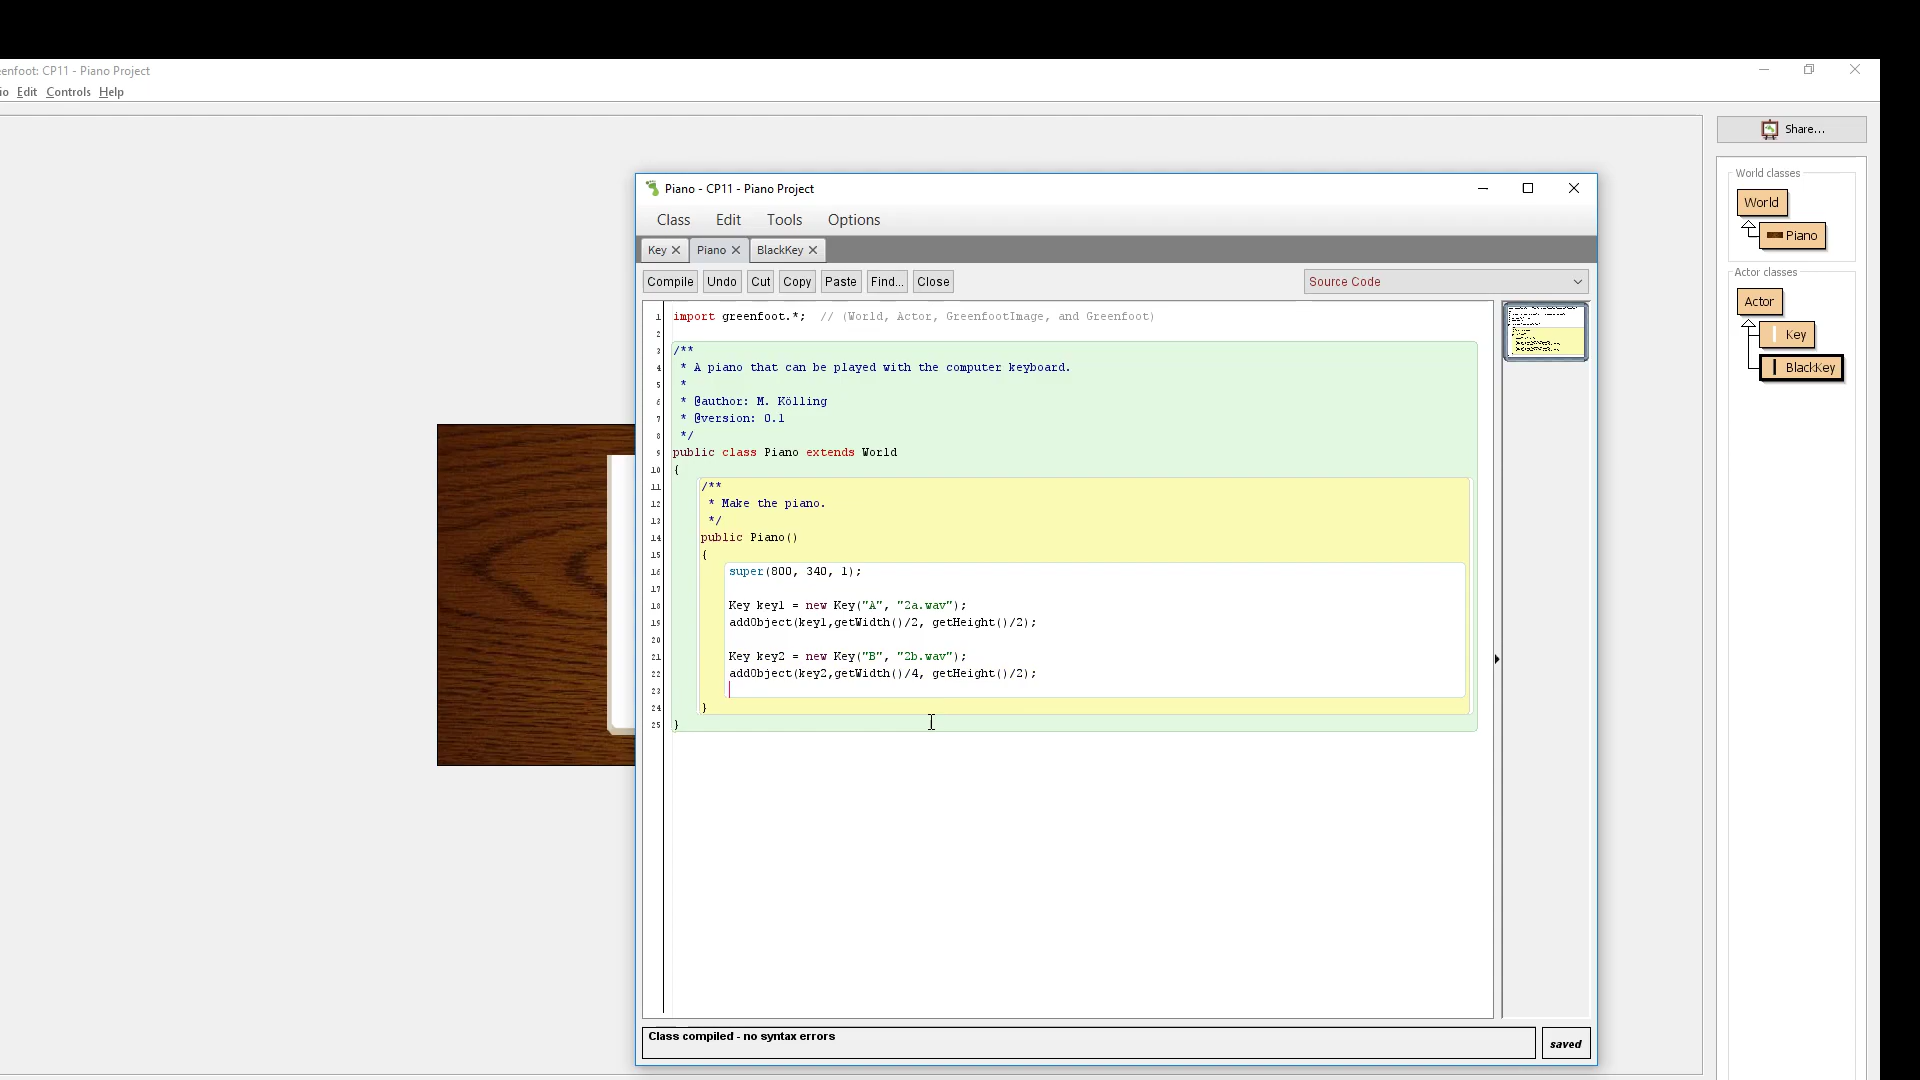 enfoot: CP11 - Piano Project
io Edit Controls Help
Share...
World classes
World
Piano
Actor classes
Actor
Key
BlackKey
Piano - CP11 - Piano Project
Class Edit Tools Options
Key Piano BlackKey
Compile Undo Cut Copy Paste Find... Close Source Code
1 import greenfoot.*;  // (World, Actor, GreenfootImage, and Greenfoot)
2
3 /**
4  * A piano that can be played with the computer keyboard.
5  *
6  * @author: M. Kölling
7  * @version: 0.1
8  */
9 public class Piano extends World
10 {
11     /**
12      * Make the piano.
13      */
14     public Piano()
15     {
16         super(800, 340, 1);
17
18         Key key1 = new Key("A", "2a.wav");
19         addObject(key1,getWidth()/2, getHeight()/2);
20
21         Key key2 = new Key("B", "2b.wav");
22         addObject(key2,getWidth()/4, getHeight()/2);
23
24     }
25 }
Class compiled - no syntax errors
saved